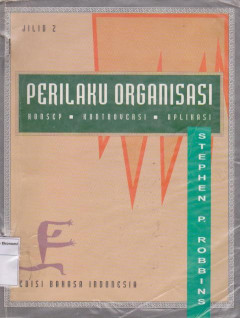 JILID 2
PERILAKU ORGANISASI
KONSEP ▪ KONTROVERSI ▪ APLIKASI
STEPHEN P. ROBBINS
EDISI BAHASA INDONESIA